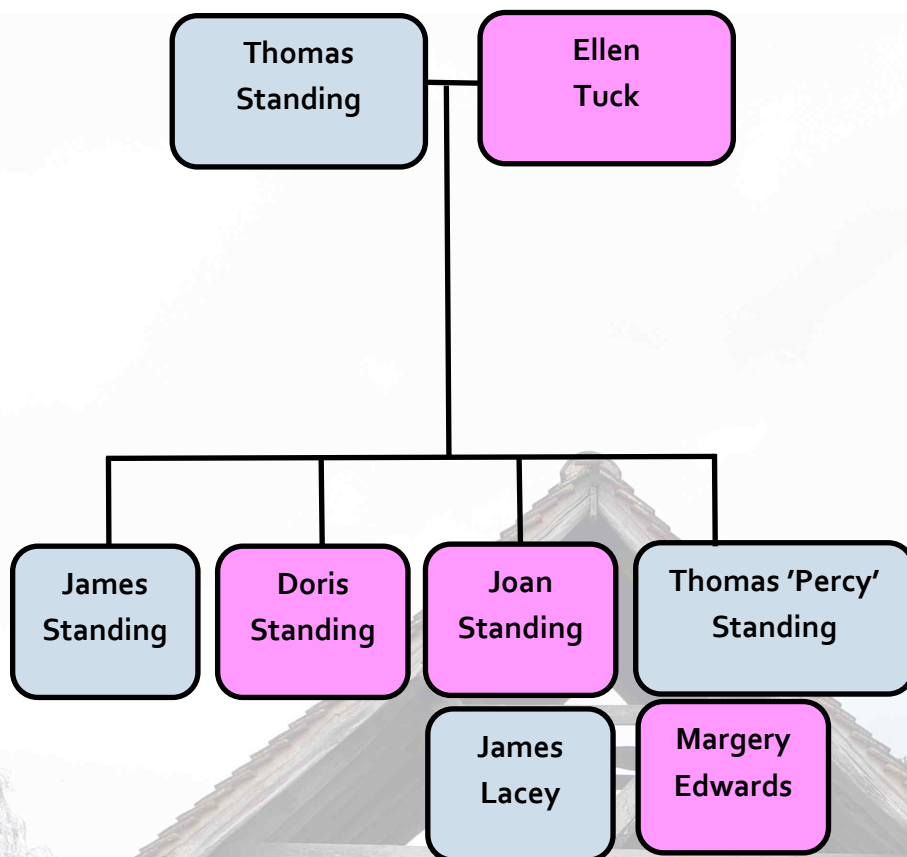 Thomas
Standing
Ellen
Tuck
James
Standing
Doris
Standing
Joan
Standing
Thomas ’Percy’
Standing
James
Lacey
Margery
Edwards